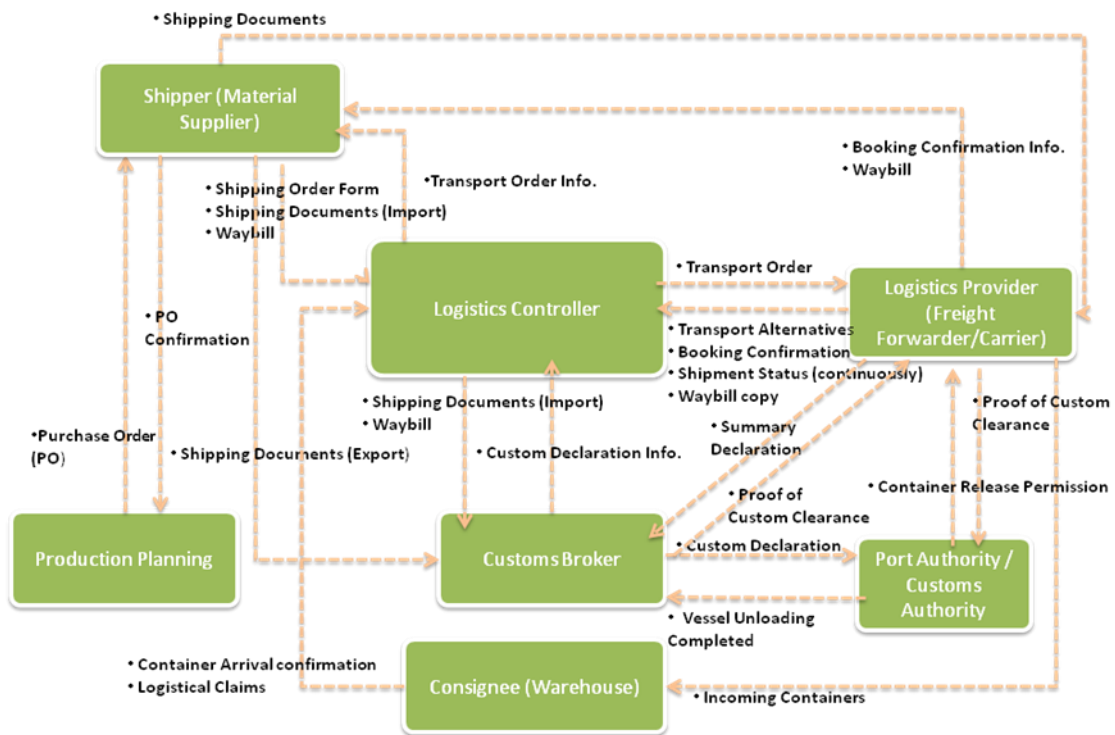 • Shipping Documents
Shipper (Material
Supplier)
• Booking Confirmation Info.
• Waybill
• Transport Order Info.
• Shipping Order Form
• Shipping Documents (Import)
• Waybill
Logistics Controller
• Transport Order
Logistics Provider
(Freight
Forwarder/Carrier)
• PO
Confirmation
• Transport Alternatives
• Booking Confirmation
• Shipment Status (continuously)
• Waybill copy
• Shipping Documents (Import)
• Waybill
• Proof of Custom
Clearance
• Summary
Declaration
•Purchase Order
(PO)
• Shipping Documents (Export)
• Custom Declaration Info.
• Container Release Permission
• Proof of
Custom Clearance
Production Planning
Customs Broker
• Custom Declaration
Port Authority /
Customs
Authority
• Vessel Unloading
Completed
• Container Arrival confirmation
• Logistical Claims
Consignee (Warehouse)
• Incoming Containers